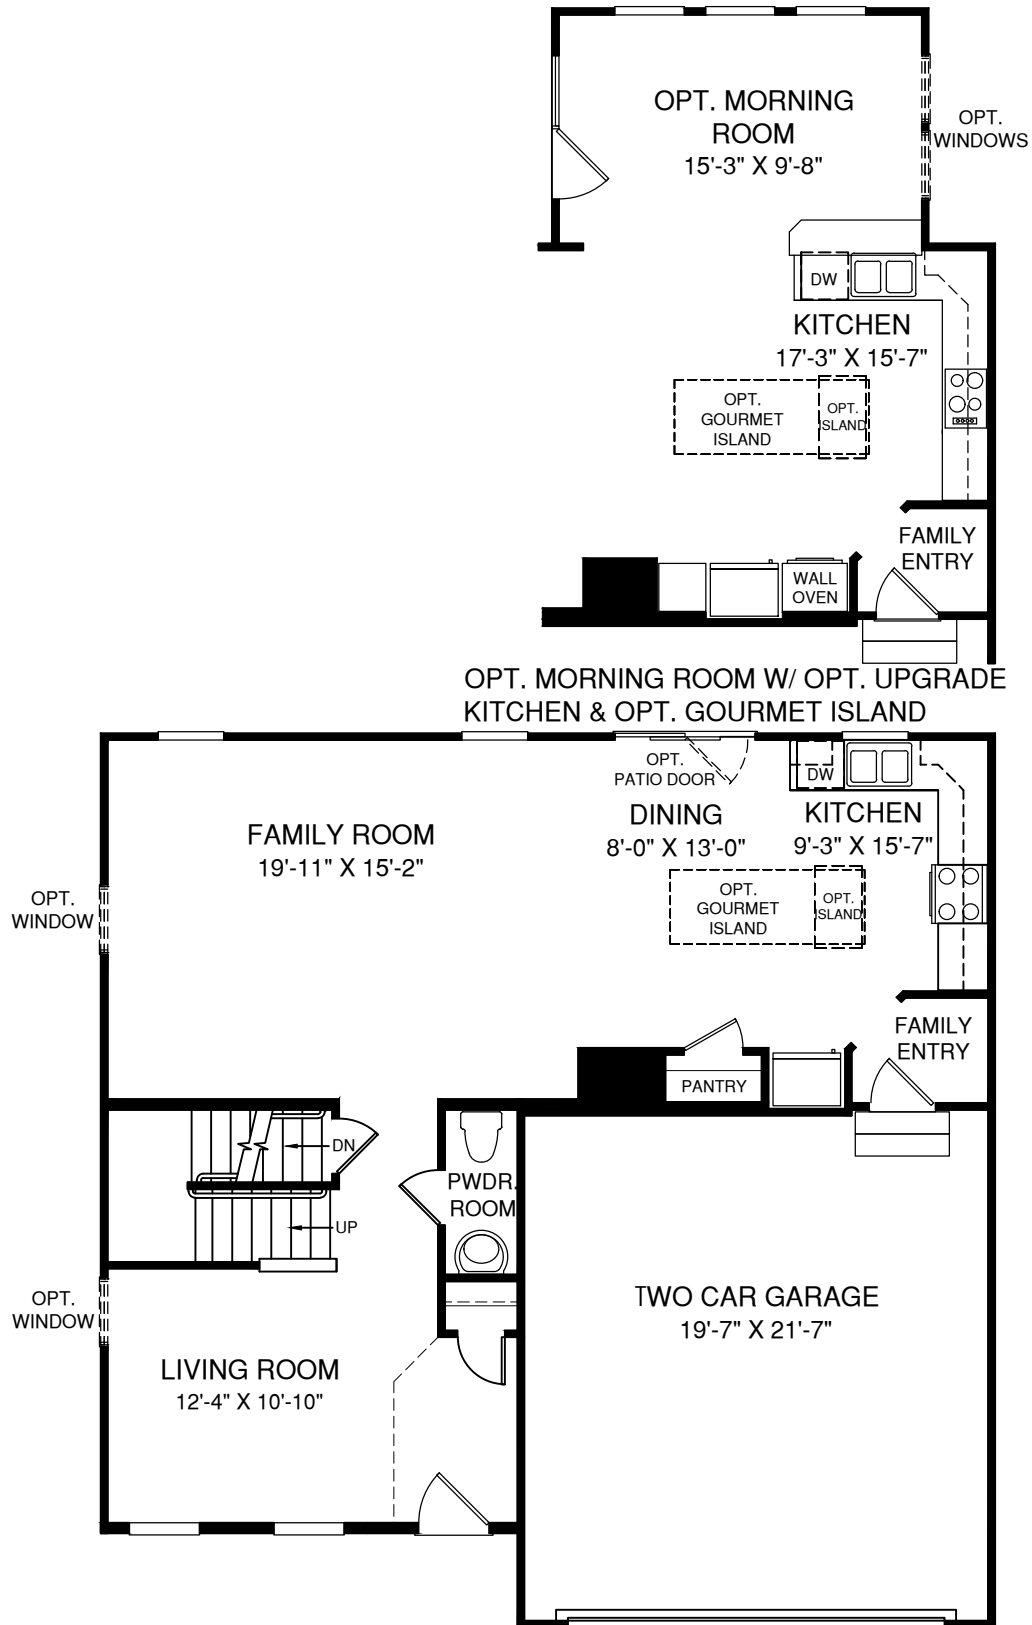 OPT. MORNING
ROOM
15'-3" X 9'-8"
OPT.
WINDOWS
DW
KITCHEN
17'-3" X 15'-7"
OPT.
GOURMET
ISLAND
OPT.
ISLAND
FAMILY
ENTRY
WALL
OVEN
OPT. MORNING ROOM W/ OPT. UPGRADE
KITCHEN & OPT. GOURMET ISLAND
OPT.
PATIO DOOR
DW
DINING
8'-0" X 13'-0"
KITCHEN
9'-3" X 15'-7"
FAMILY ROOM
19'-11" X 15'-2"
OPT.
WINDOW
OPT.
GOURMET
ISLAND
OPT.
ISLAND
FAMILY
ENTRY
PANTRY
DN
PWDR.
ROOM
UP
OPT.
WINDOW
TWO CAR GARAGE
19'-7" X 21'-7"
LIVING ROOM
12'-4" X 10'-10"